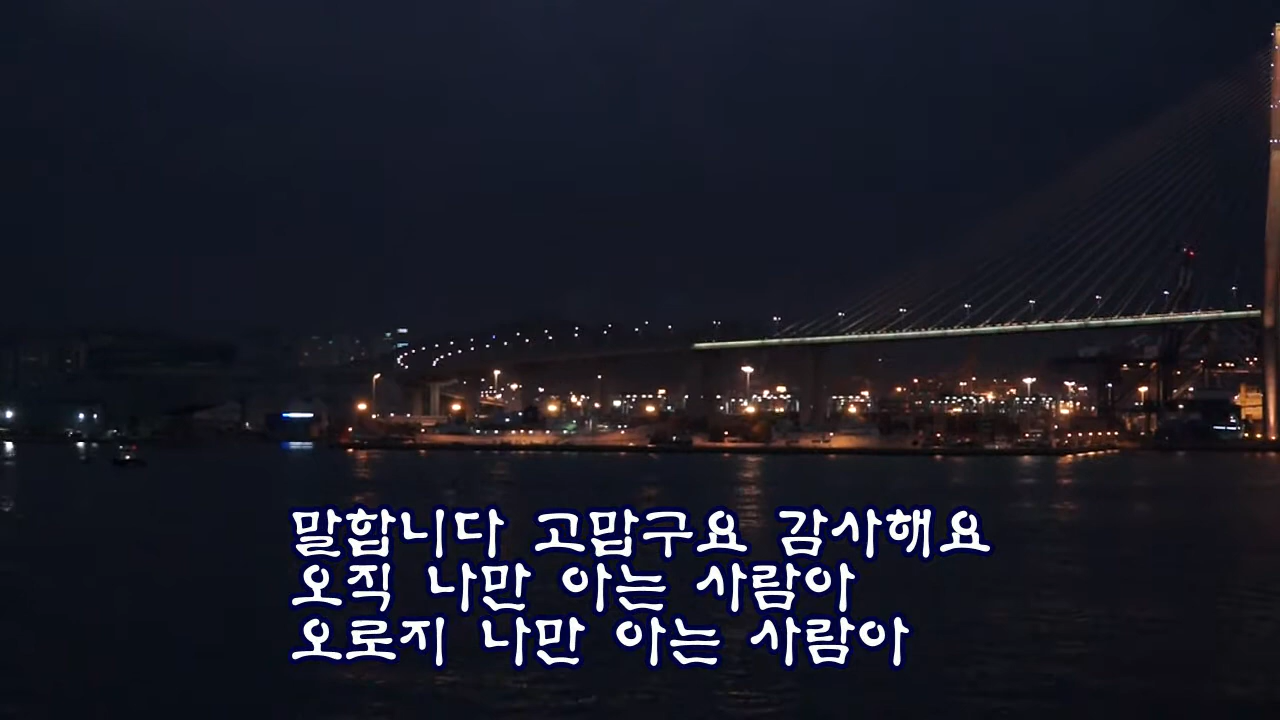 말합니다 고맙구요 감사해요
오직 나만 아는 사람아
오로지 나만 아는 사람아